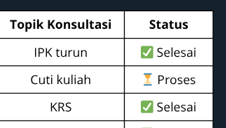 Topik Konsultasi Status
IPK turun ✅ Selesai
Cuti kuliah ⏳ Proses
KRS ✅ Selesai